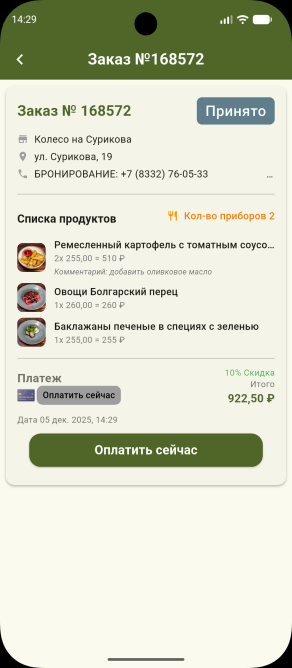 14:29
Заказ №168572
Заказ № 168572
Принято
Колесо на Сурикова
ул. Сурикова, 19
БРОНИРОВАНИЕ: +7 (8332) 76-05-33 ...
Списка продуктов
Кол-во приборов 2
Ремесленный картофель с томатным соусо...
2x 255,00 = 510 ₽
Комментарий: добавить оливковое масло
Овощи Болгарский перец
1x 260,00 = 260 ₽
Баклажаны печеные в специях с зеленью
1x 255,00 = 255 ₽
Платеж
10% Скидка
Итого
Оплатить сейчас
922,50 ₽
Дата 05 дек. 2025, 14:29
Оплатить сейчас